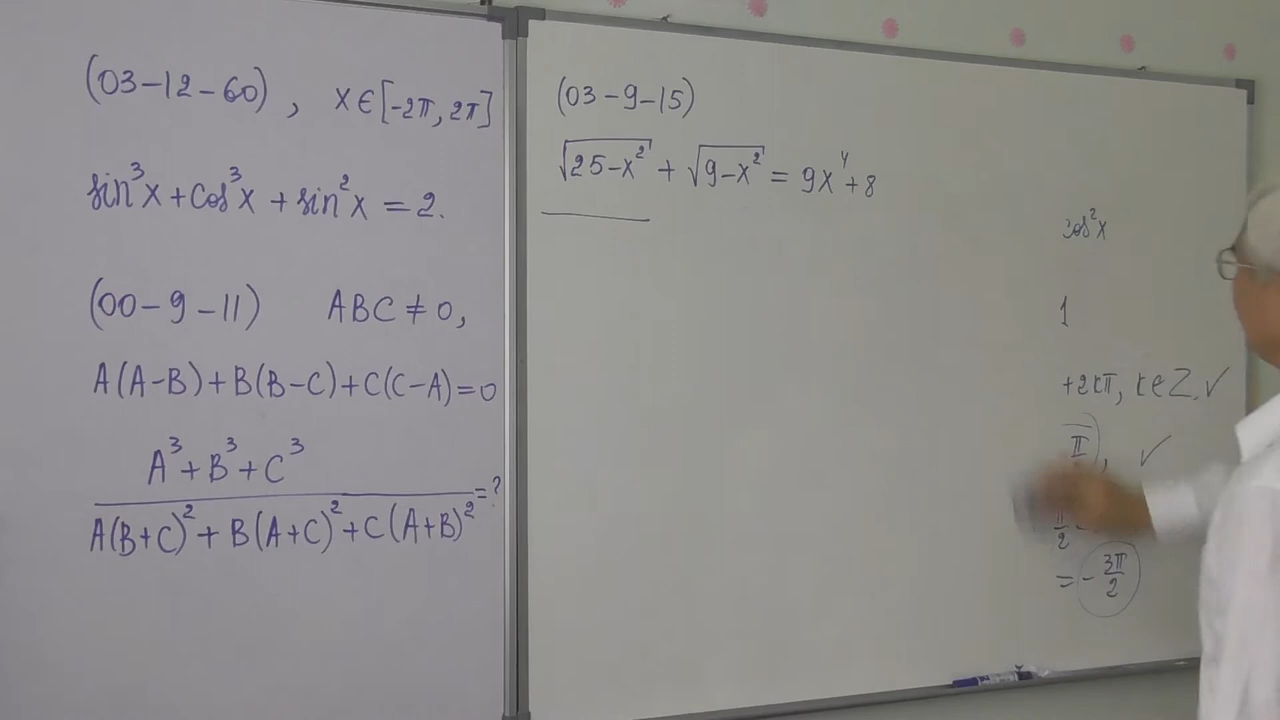 (03-12-60), x∈[-2π, 2π]
sin³x + cos³x + sin²x = 2.
(00-9-11) ABC ≠ 0,
A(A-B)+B(B-C)+C(C-A)=0
A³+B³+C³
A(B+C)²+B(A+C)²+C(A+B)² =?
(03-9-15)
√25-x² + √9-x² = 9x⁴+8
cos²x
1
+2kπ, k∈Z. ✓
π, ✓
π/2
= -3π/2